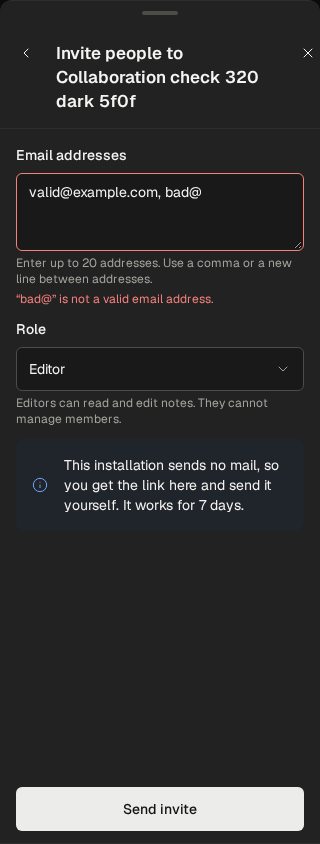 Invite people to
Collaboration check 320
dark 5f0f
Email addresses
valid@example.com, bad@
Enter up to 20 addresses. Use a comma or a new
line between addresses.
“bad@” is not a valid email address.
Role
Editor
Editors can read and edit notes. They cannot
manage members.
This installation sends no mail, so
you get the link here and send it
yourself. It works for 7 days.
Send invite